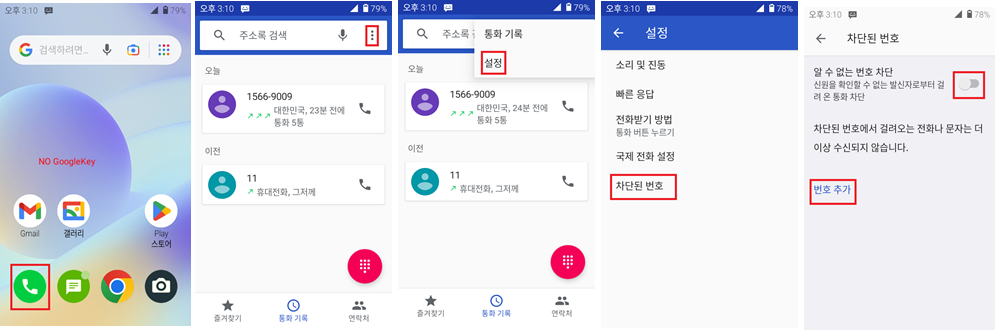 오후 3:10
79%
검색하려면...
NO GoogleKey
Gmail
갤러리
Play
스토어
오후 3:10
79%
주소록 검색
오늘
1566-9009
대한민국, 23분 전에
통화 5통
이전
11
휴대전화, 그저께
즐겨찾기
통화 기록
연락처
오후 3:10
79%
주소록 검
통화 기록
설정
오늘
1566-9009
대한민국, 24분 전에
통화 5통
이전
11
휴대전화, 그저께
즐겨찾기
통화 기록
연락처
오후 3:10
78%
설정
소리 및 진동
빠른 응답
전화받기 방법
통화 버튼 누르기
국제 전화 설정
차단된 번호
오후 3:10
78%
차단된 번호
알 수 없는 번호 차단
신원을 확인할 수 없는 발신자로부터 걸
려 온 통화 차단
차단된 번호에서 걸려오는 전화나 문자는 더
이상 수신되지 않습니다.
번호 추가